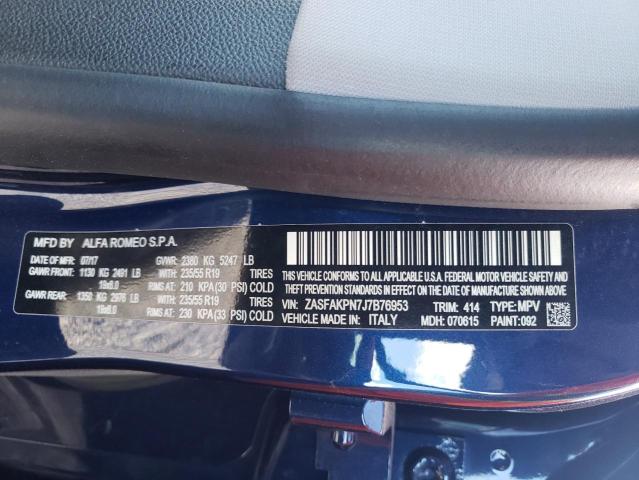 MFD BY ALFA ROMEO S.P.A.
DATE OF MFR: 07/17 GVWR: 2380 KG 5247 LB
GAWR FRONT: 1130 KG 2491 LB WITH: 235/55 R19 TIRES
19x8.0 RIMS AT: 210 KPA(30 PSI) COLD
GAWR REAR: 1350 KG 2976 LB WITH: 235/55 R19 TIRES
19x8.0 RIMS AT: 230 KPA(33 PSI) COLD
THIS VEHICLE CONFORMS TO ALL APPLICABLE U.S.A. FEDERAL MOTOR VEHICLE SAFETY, BUMPER, AND THEFT PREVENTION STANDARDS IN EFFECT ON THE DATE OF MANUFACTURE SHOWN ABOVE.
VIN: ZASFAKPN7J7B76953 TRIM: 414 TYPE: MPV
VEHICLE MADE IN: ITALY MDH: 070615 PAINT: 092